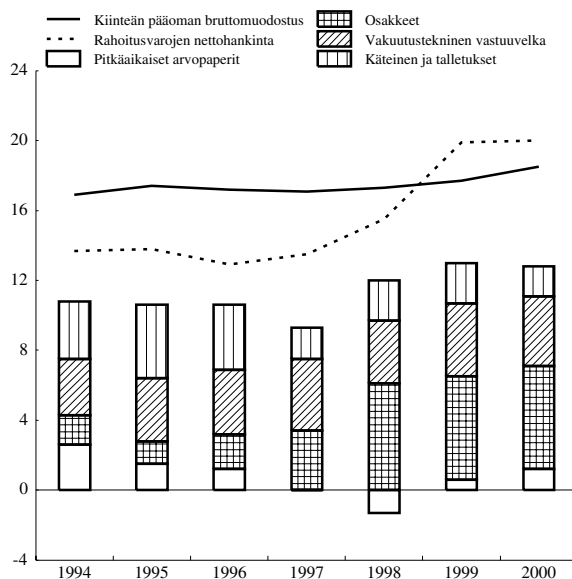 Kiinteän pääoman bruttomuodostus
Rahoitusvarojen nettohankinta
Pitkäaikaiset arvopaperit
Osakkeet
Vakuutustekninen vastuuvelka
Käteinen ja talletukset
24
20
16
12
8
4
0
-4
1994 1995 1996 1997 1998 1999 2000